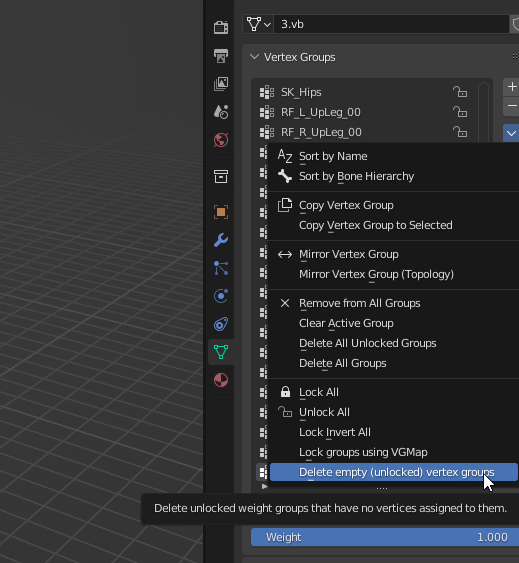 3.vb
Vertex Groups
SK_Hips
RF_L_UpLeg_00
RF_R_UpLeg_00
Sort by Name
Sort by Bone Hierarchy
Copy Vertex Group
Copy Vertex Group to Selected
Mirror Vertex Group
Mirror Vertex Group (Topology)
Remove from All Groups
Clear Active Group
Delete All Unlocked Groups
Delete All Groups
Lock All
Unlock All
Lock Invert All
Lock groups using VGMap
Delete empty (unlocked) vertex groups
Delete unlocked weight groups that have no vertices assigned to them.
Weight 1.000